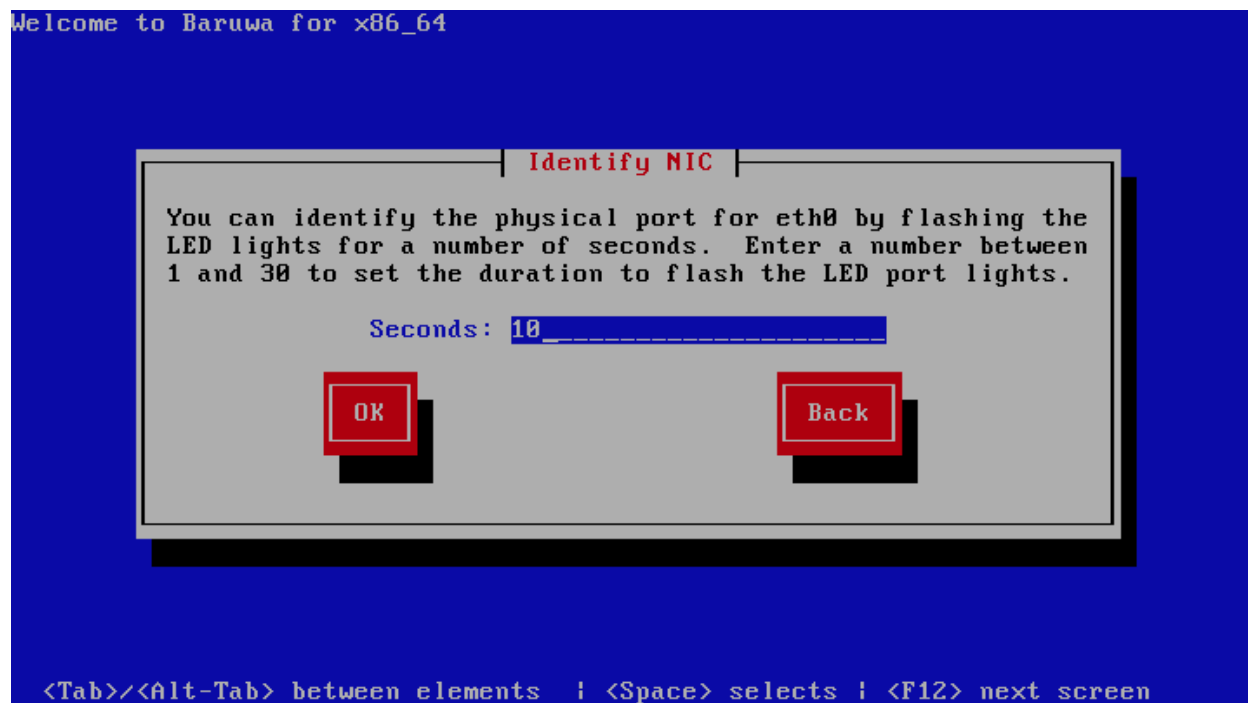 Welcome to Baruwa for x86_64
Identify NIC
You can identify the physical port for eth0 by flashing the
LED lights for a number of seconds.  Enter a number between
1 and 30 to set the duration to flash the LED port lights.
Seconds: 10_____________________
OK Back
<Tab>/<Alt-Tab> between elements  | <Space> selects | <F12> next screen